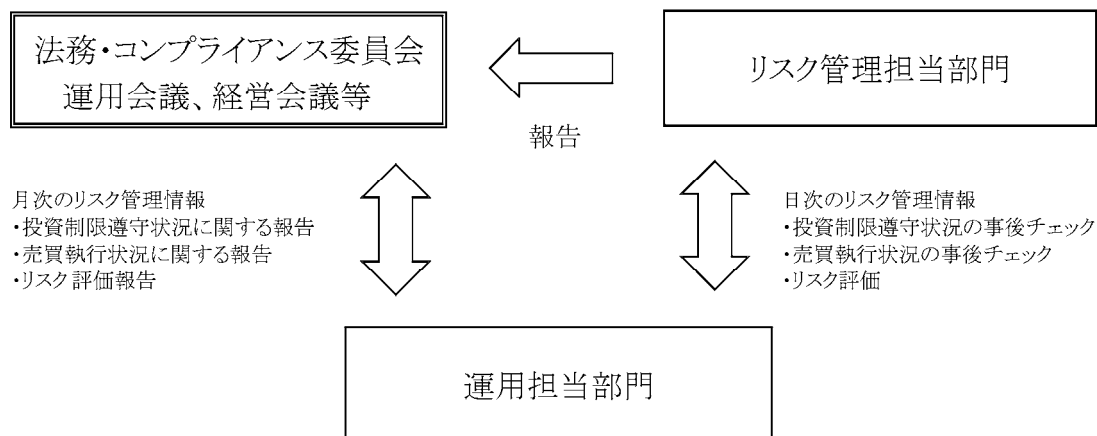 法務・コンプライアンス委員会
運用会議、経営会議等
リスク管理担当部門
報告
月次のリスク管理情報
・投資制限遵守状況に関する報告
・売買執行状況に関する報告
・リスク評価報告
日次のリスク管理情報
・投資制限遵守状況の事後チェック
・売買執行状況の事後チェック
・リスク評価
運用担当部門